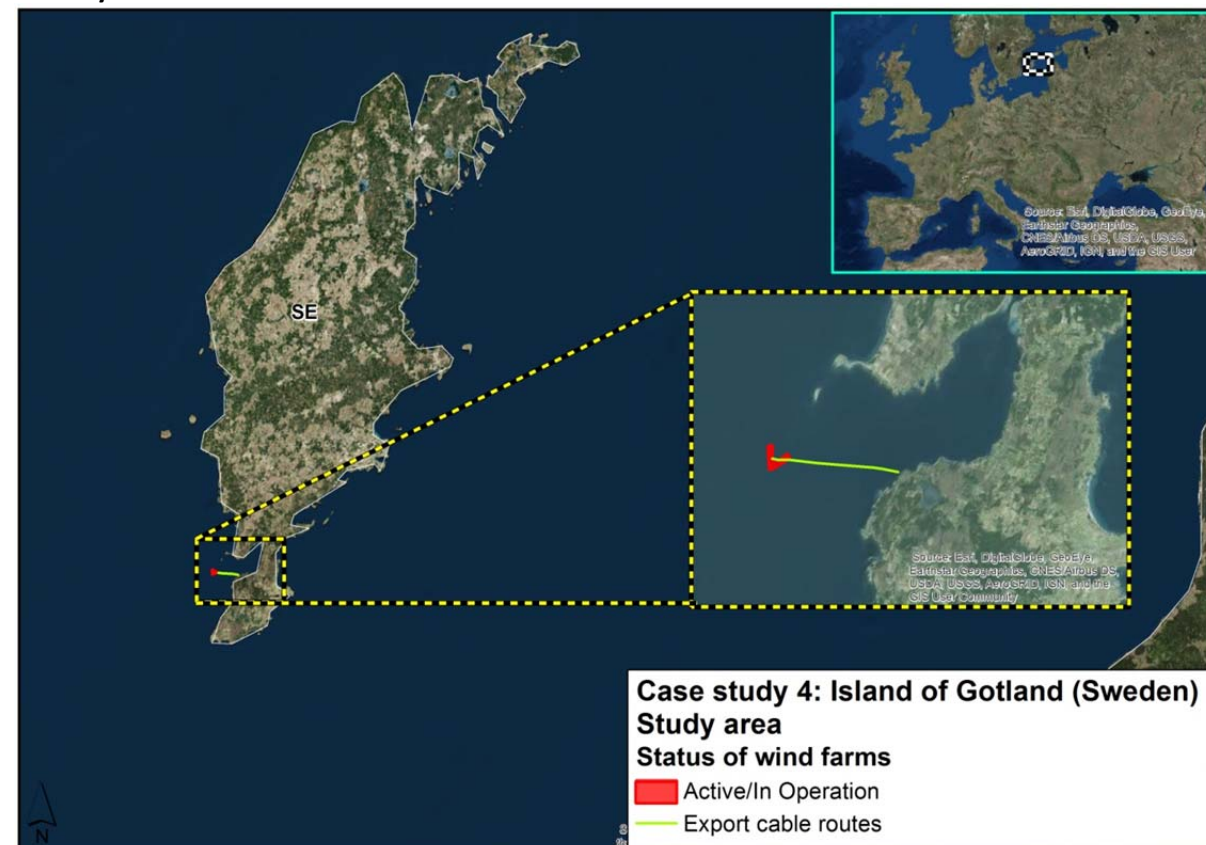 Source: Esri, DigitalGlobe, GeoEye,
Earthstar Geographics,
CNES/Airbus DS, USDA, USGS,
AeroGRID, IGN, and the GIS User
SE
Source: Esri, DigitalGlobe, GeoEye,
Earthstar Geographics, CNES/Airbus DS,
USDA, USGS, AeroGRID, IGN, and the
GIS User Community
Case study 4: Island of Gotland (Sweden)
Study area
Status of wind farms
Active/In Operation
Export cable routes
N